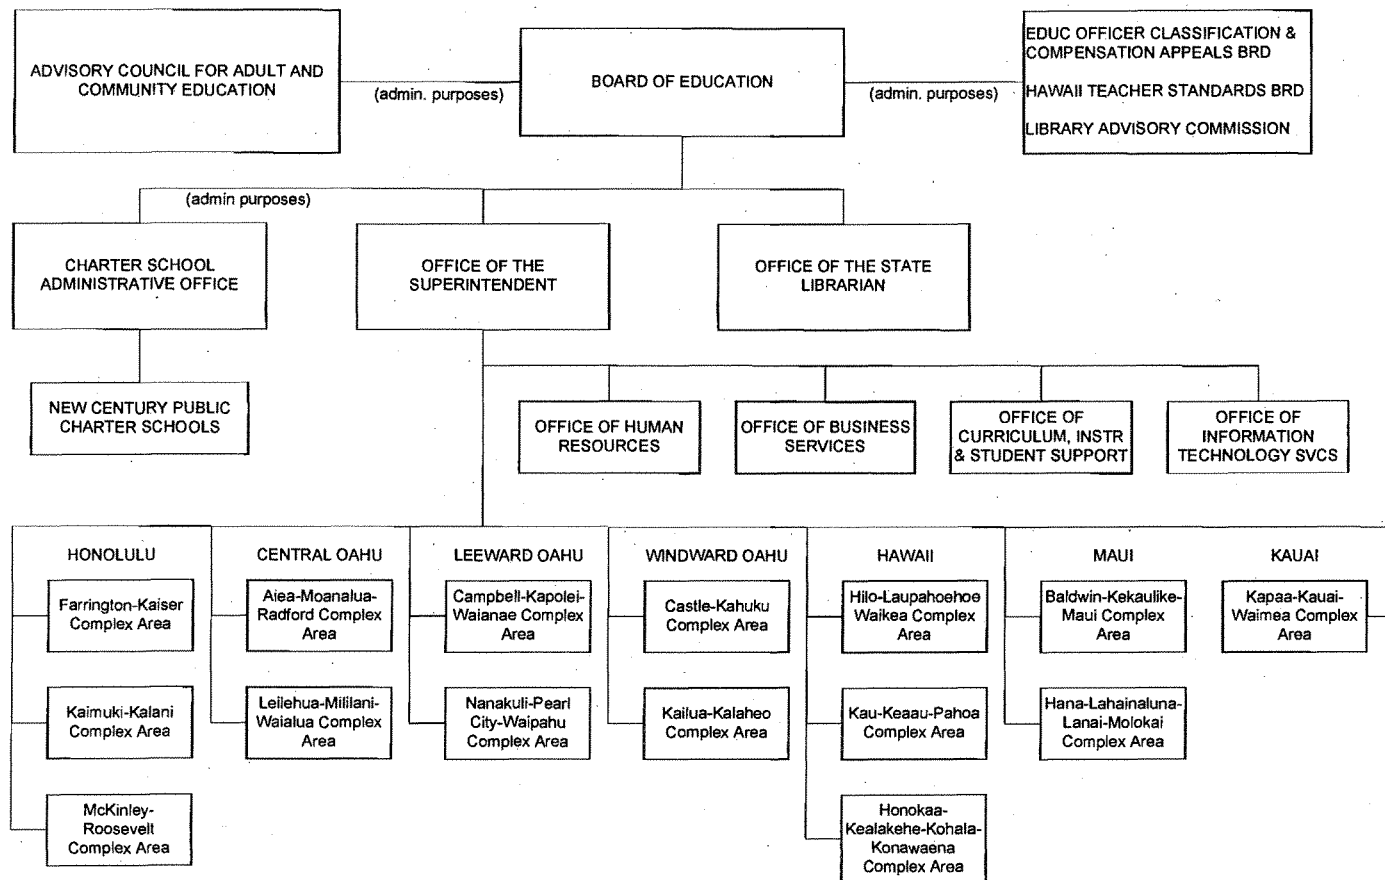 ADVISORY COUNCIL FOR ADULT AND
COMMUNITY EDUCATION
(admin. purposes)
BOARD OF EDUCATION
(admin. purposes)
EDUC OFFICER CLASSIFICATION &
COMPENSATION APPEALS BRD
HAWAII TEACHER STANDARDS BRD
LIBRARY ADVISORY COMMISSION
(admin purposes)
CHARTER SCHOOL
ADMINISTRATIVE OFFICE
OFFICE OF THE
SUPERINTENDENT
OFFICE OF THE STATE
LIBRARIAN
NEW CENTURY PUBLIC
CHARTER SCHOOLS
OFFICE OF HUMAN
RESOURCES
OFFICE OF BUSINESS
SERVICES
OFFICE OF
CURRICULUM, INSTR
& STUDENT SUPPORT
OFFICE OF
INFORMATION
TECHNOLOGY SVCS
HONOLULU
Farrington-Kaiser
Complex Area
Kaimuki-Kalani
Complex Area
McKinley-
Roosevelt
Complex Area
CENTRAL OAHU
Aiea-Moanalua-
Radford Complex
Area
Leilehua-Mililani-
Waialua Complex
Area
LEEWARD OAHU
Campbell-Kapolei-
Waianae Complex
Area
Nanakuli-Pearl
City-Waipahu
Complex Area
WINDWARD OAHU
Castle-Kahuku
Complex Area
Kailua-Kalaheo
Complex Area
HAWAII
Hilo-Laupahoehoe
Waikea Complex
Area
Kau-Keaau-Pahoa
Complex Area
Honokaa-
Kealakehe-Kohala-
Konawaena
Complex Area
MAUI
Baldwin-Kekaulike-
Maui Complex
Area
Hana-Lahainaluna-
Lanai-Molokai
Complex Area
KAUAI
Kapaa-Kauai-
Waimea Complex
Area